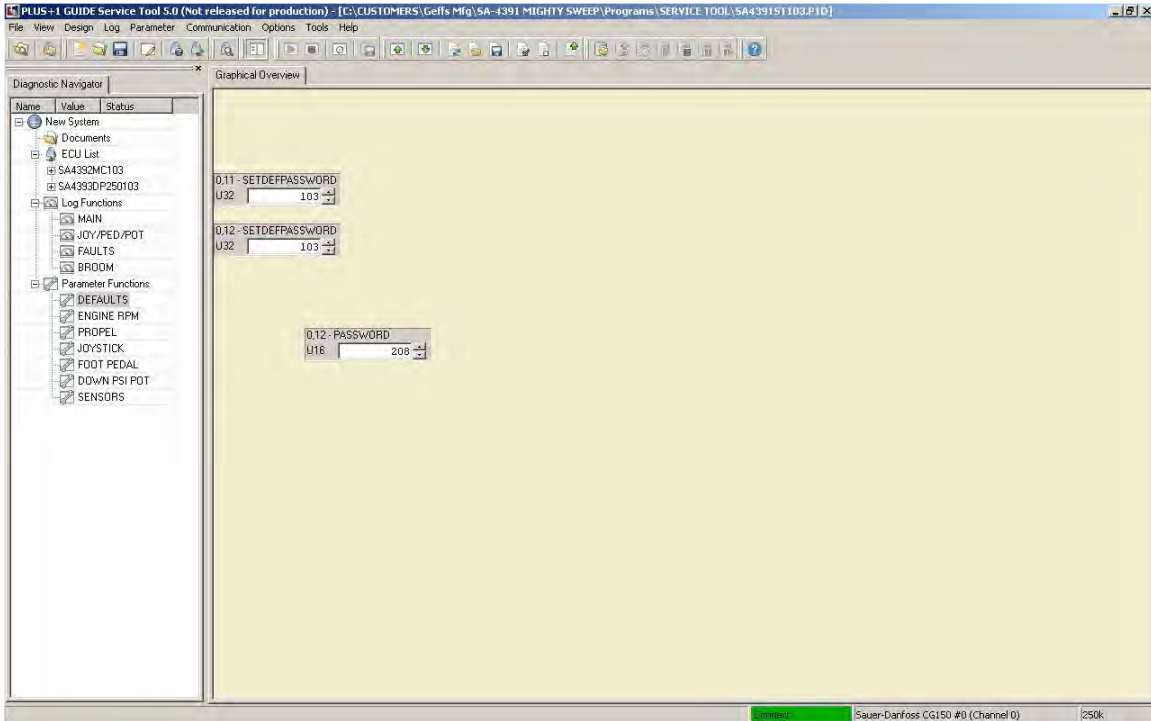 PLUS+1 GUIDE Service Tool 5.0 (Not released for production) - [C:\CUSTOMERS\Geffs Mfg\SA-4391 MIGHTY SWEEP\Programs\SERVICE TOOL\SA4391ST103.P1D]
File View Design Log Parameter Communication Options Tools Help
Diagnostic Navigator
Graphical Overview
Name Value Status
New System
Documents
ECU List
SA4392MC103
SA4393DP250103
Log Functions
MAIN
JOY/PED/POT
FAULTS
BROOM
Parameter Functions
DEFAULTS
ENGINE RPM
PROPEL
JOYSTICK
FOOT PEDAL
DOWN PSI POT
SENSORS
0,11 - SETDEFPASSWORD
U32 103
0,12 - SETDEFPASSWORD
U32 103
0,12 - PASSWORD
U16 208
Connect Sauer-Danfoss CG150 #0 (Channel 0) 250k